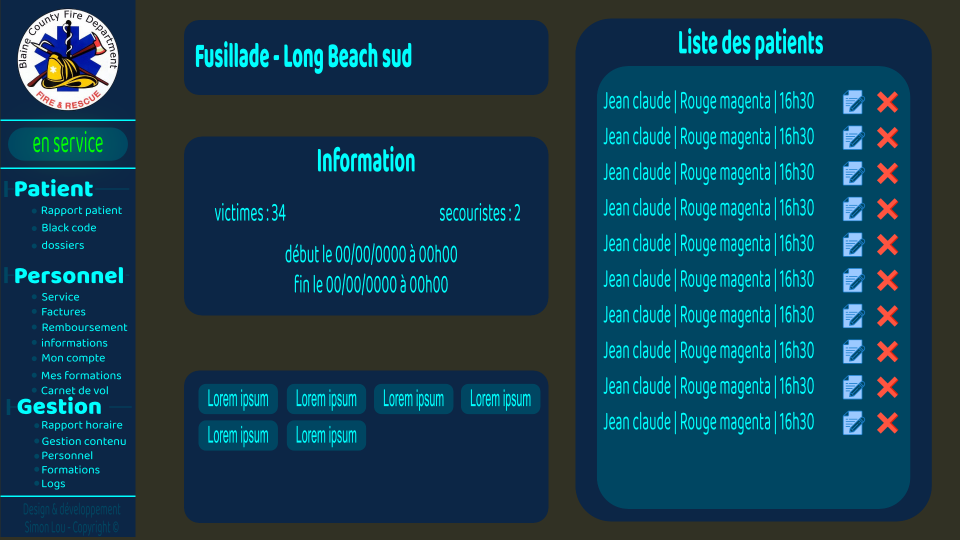 Blaine County Fire Department
FIRE & RESCUE
en service
Patient
Rapport patient
Black code
dossiers
Personnel
Service
Factures
Remboursement
informations
Mon compte
Mes formations
Carnet de vol
Gestion
Rapport horaire
Gestion contenu
Personnel
Formations
Logs
Design & développement
Simon Lou - Copyright ©
Fusillade - Long Beach sud
Information
victimes : 34
secouristes : 2
début le 00/00/0000 à 00h00
Fin le 00/00/0000 à 00h00
Lorem ipsum Lorem ipsum Lorem ipsum Lorem ipsum
Lorem ipsum Lorem ipsum
Liste des patients
Jean claude | Rouge magenta | 16h30
Jean claude | Rouge magenta | 16h30
Jean claude | Rouge magenta | 16h30
Jean claude | Rouge magenta | 16h30
Jean claude | Rouge magenta | 16h30
Jean claude | Rouge magenta | 16h30
Jean claude | Rouge magenta | 16h30
Jean claude | Rouge magenta | 16h30
Jean claude | Rouge magenta | 16h30
Jean claude | Rouge magenta | 16h30